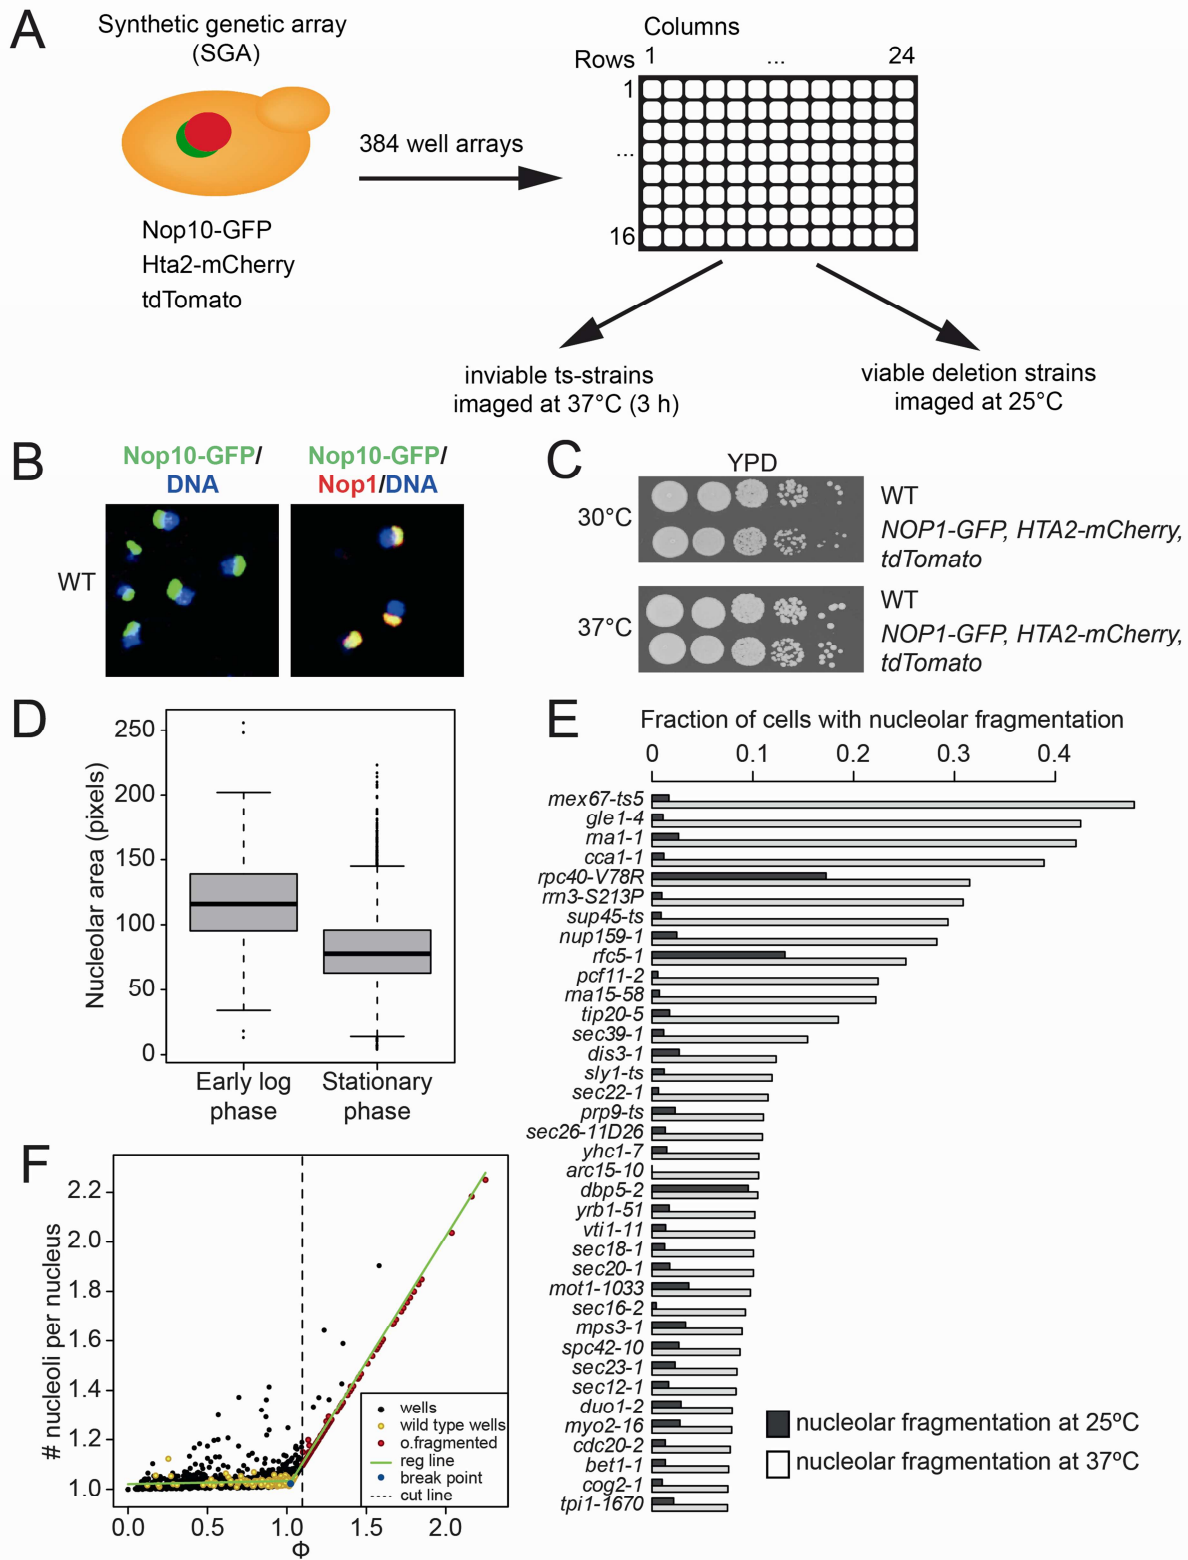 A
Synthetic genetic array
(SGA)
Nop10-GFP
Hta2-mCherry
tdTomato
384 well arrays
Columns
Rows 1 ... 24
1
...
16
inviable ts-strains
imaged at 37°C (3 h)
viable deletion strains
imaged at 25°C
B
Nop10-GFP/
DNA
Nop10-GFP/
Nop1/DNA
WT
C
YPD
30°C
WT
NOP1-GFP, HTA2-mCherry,
tdTomato
37°C
WT
NOP1-GFP, HTA2-mCherry,
tdTomato
D
Nucleolar area (pixels)
250
200
150
100
50
0
Early log
phase
Stationary
phase
E
Fraction of cells with nucleolar fragmentation
0 0.1 0.2 0.3 0.4
mex67-ts5
gle1-4
rna1-1
cca1-1
rpc40-V78R
rrn3-S213P
sup45-ts
nup159-1
rfc5-1
pcf11-2
rna15-58
tip20-5
sec39-1
dis3-1
sly1-ts
sec22-1
prp9-ts
sec26-11D26
yhc1-7
arc15-10
dbp5-2
yrb1-51
vti1-11
sec18-1
sec20-1
mot1-1033
sec16-2
mps3-1
spc42-10
sec23-1
sec12-1
duo1-2
myo2-16
cdc20-2
bet1-1
cog2-1
tpi1-1670
nucleolar fragmentation at 25ºC
nucleolar fragmentation at 37ºC
F
# nucleoli per nucleus
2.2
2.0
1.8
1.6
1.4
1.2
1.0
0.0 0.5 1.0 1.5 2.0
Φ
wells
wild type wells
o.fragmented
reg line
break point
cut line